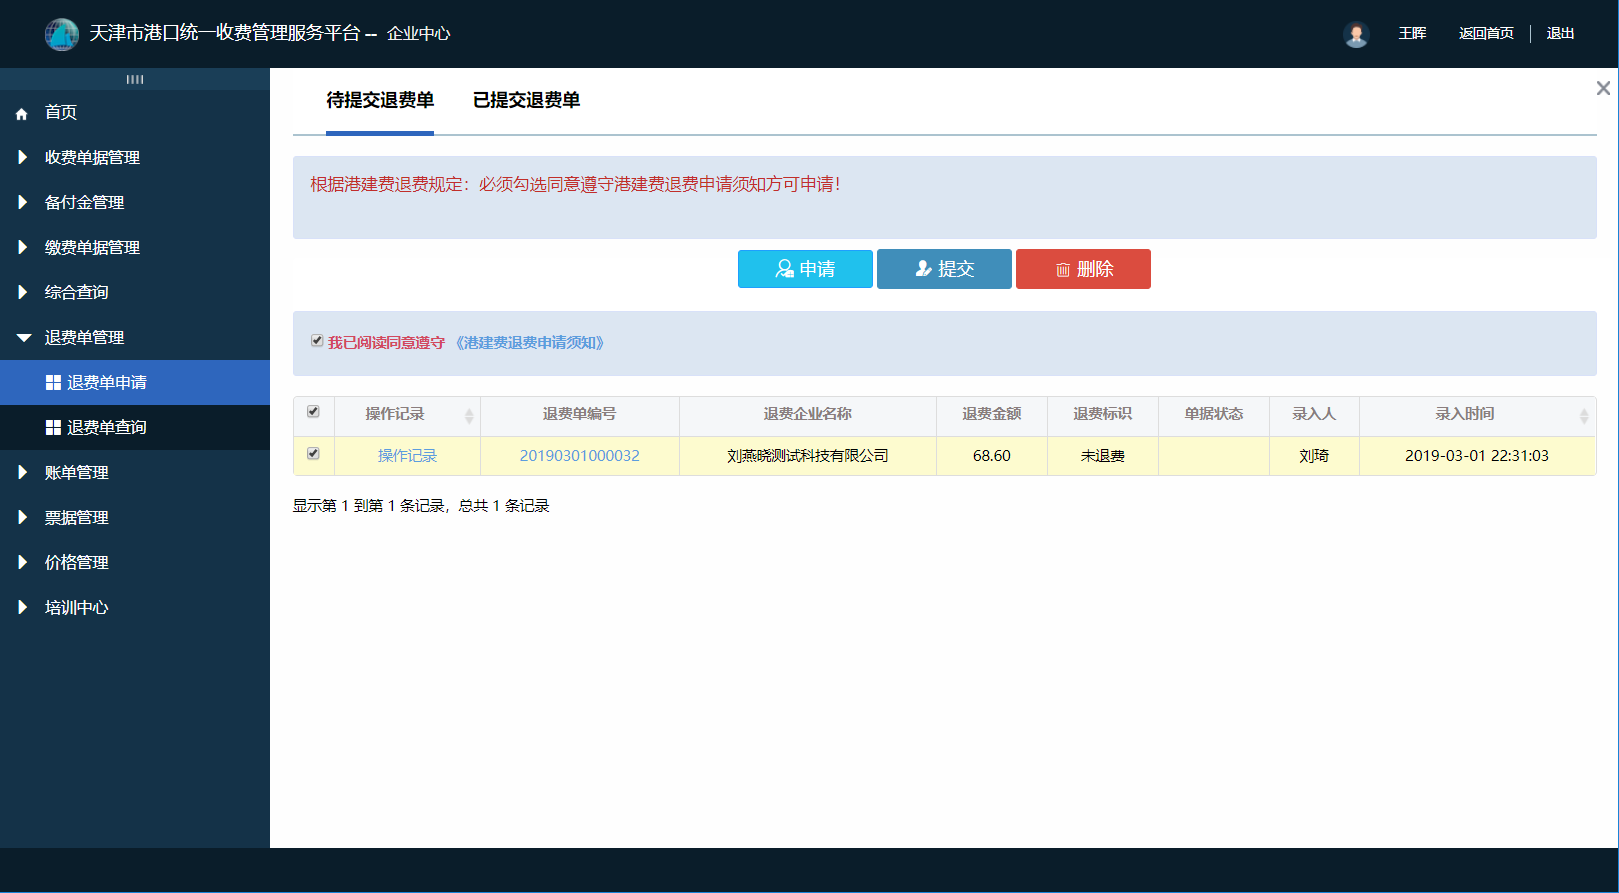 天津市港口统一收费管理服务平台 -- 企业中心
王晖 返回首页 退出
首页
收费单据管理
备付金管理
缴费单据管理
综合查询
退费单管理
退费单申请
退费单查询
账单管理
票据管理
价格管理
培训中心
待提交退费单 已提交退费单
根据港建费退费规定：必须勾选同意遵守港建费退费申请须知方可申请！
申请 提交 删除
我已阅读同意遵守 《港建费退费申请须知》
操作记录 退费单编号 退费企业名称 退费金额 退费标识 单据状态 录入人 录入时间
操作记录 20190301000032 刘燕晓测试科技有限公司 68.60 未退费 刘琦 2019-03-01 22:31:03
显示第 1 到第 1 条记录，总共 1 条记录